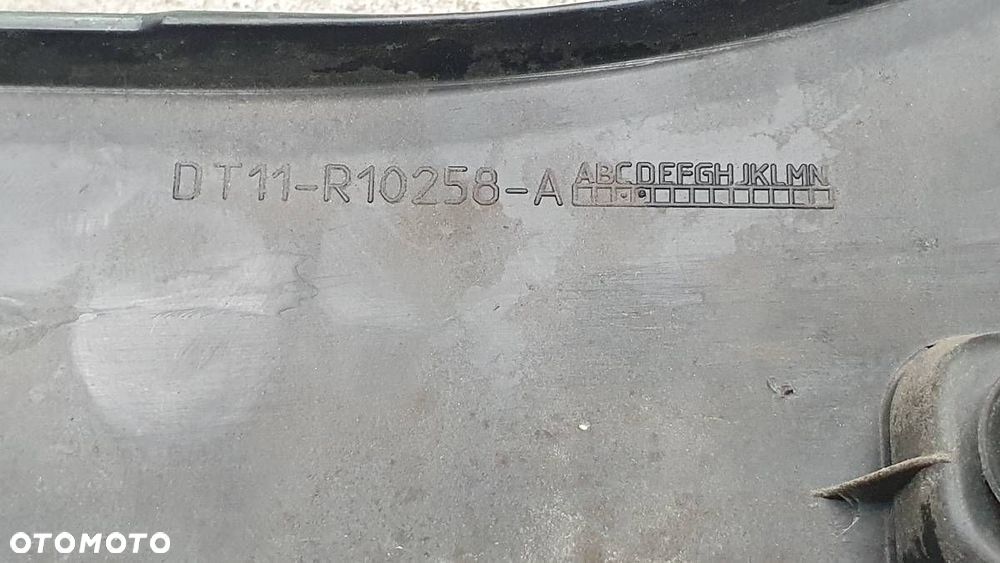 DT11-R10258-A ABCDEFGHJKLMN
OTOMOTO